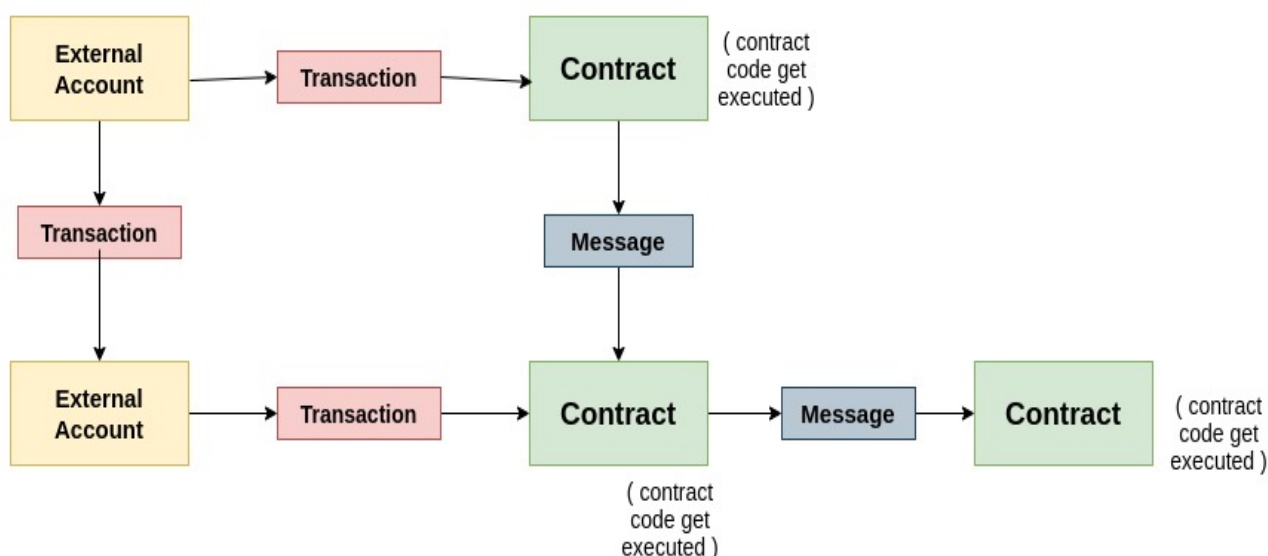 External
Account
Transaction
Contract
( contract
code get
executed )
Transaction
Message
External
Account
Transaction
Contract
Message
Contract
( contract
code get
executed )
( contract
code get
executed )